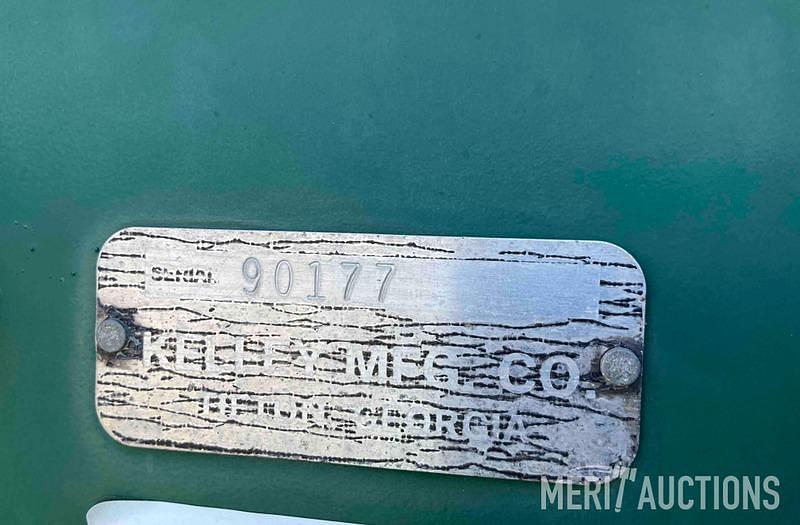 SERIAL 90177
KELLEY MFG. CO.
TIFTON, GEORGIA
MERIT AUCTIONS